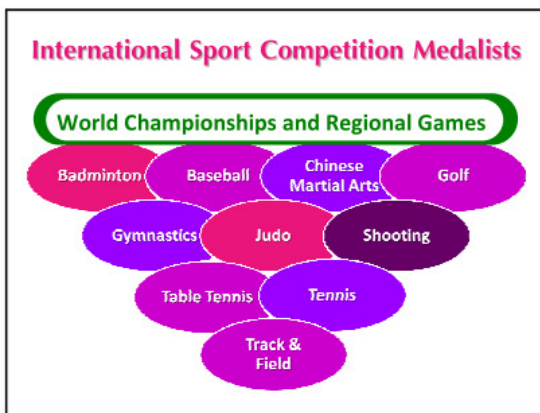 International Sport Competition Medalists
World Championships and Regional Games
Badminton
Baseball
Chinese
Martial Arts
Golf
Gymnastics
Judo
Shooting
Table Tennis
Tennis
Track &
Field